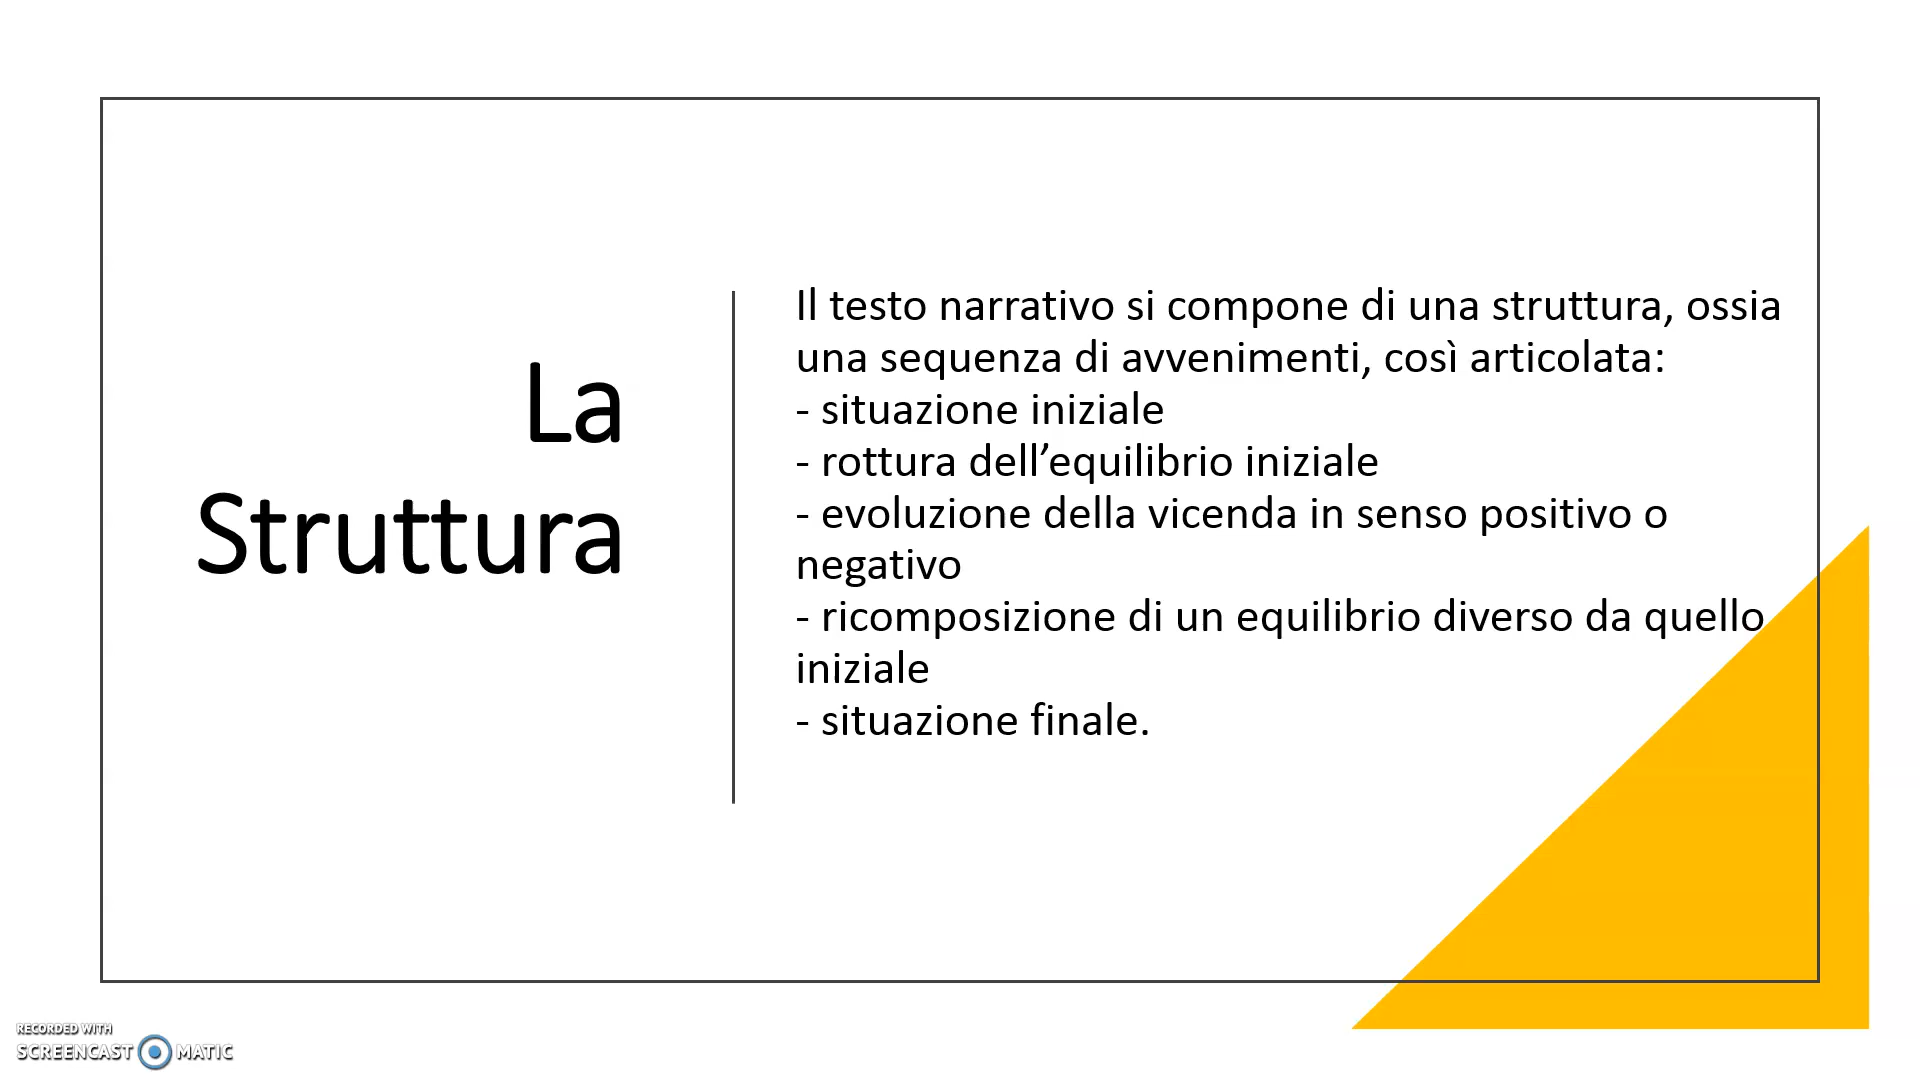 La
Struttura
Il testo narrativo si compone di una struttura, ossia
una sequenza di avvenimenti, così articolata:
- situazione iniziale
- rottura dell’equilibrio iniziale
- evoluzione della vicenda in senso positivo o
negativo
- ricomposizione di un equilibrio diverso da quello
iniziale
- situazione finale.
RECORDED WITH
SCREENCAST MATIC